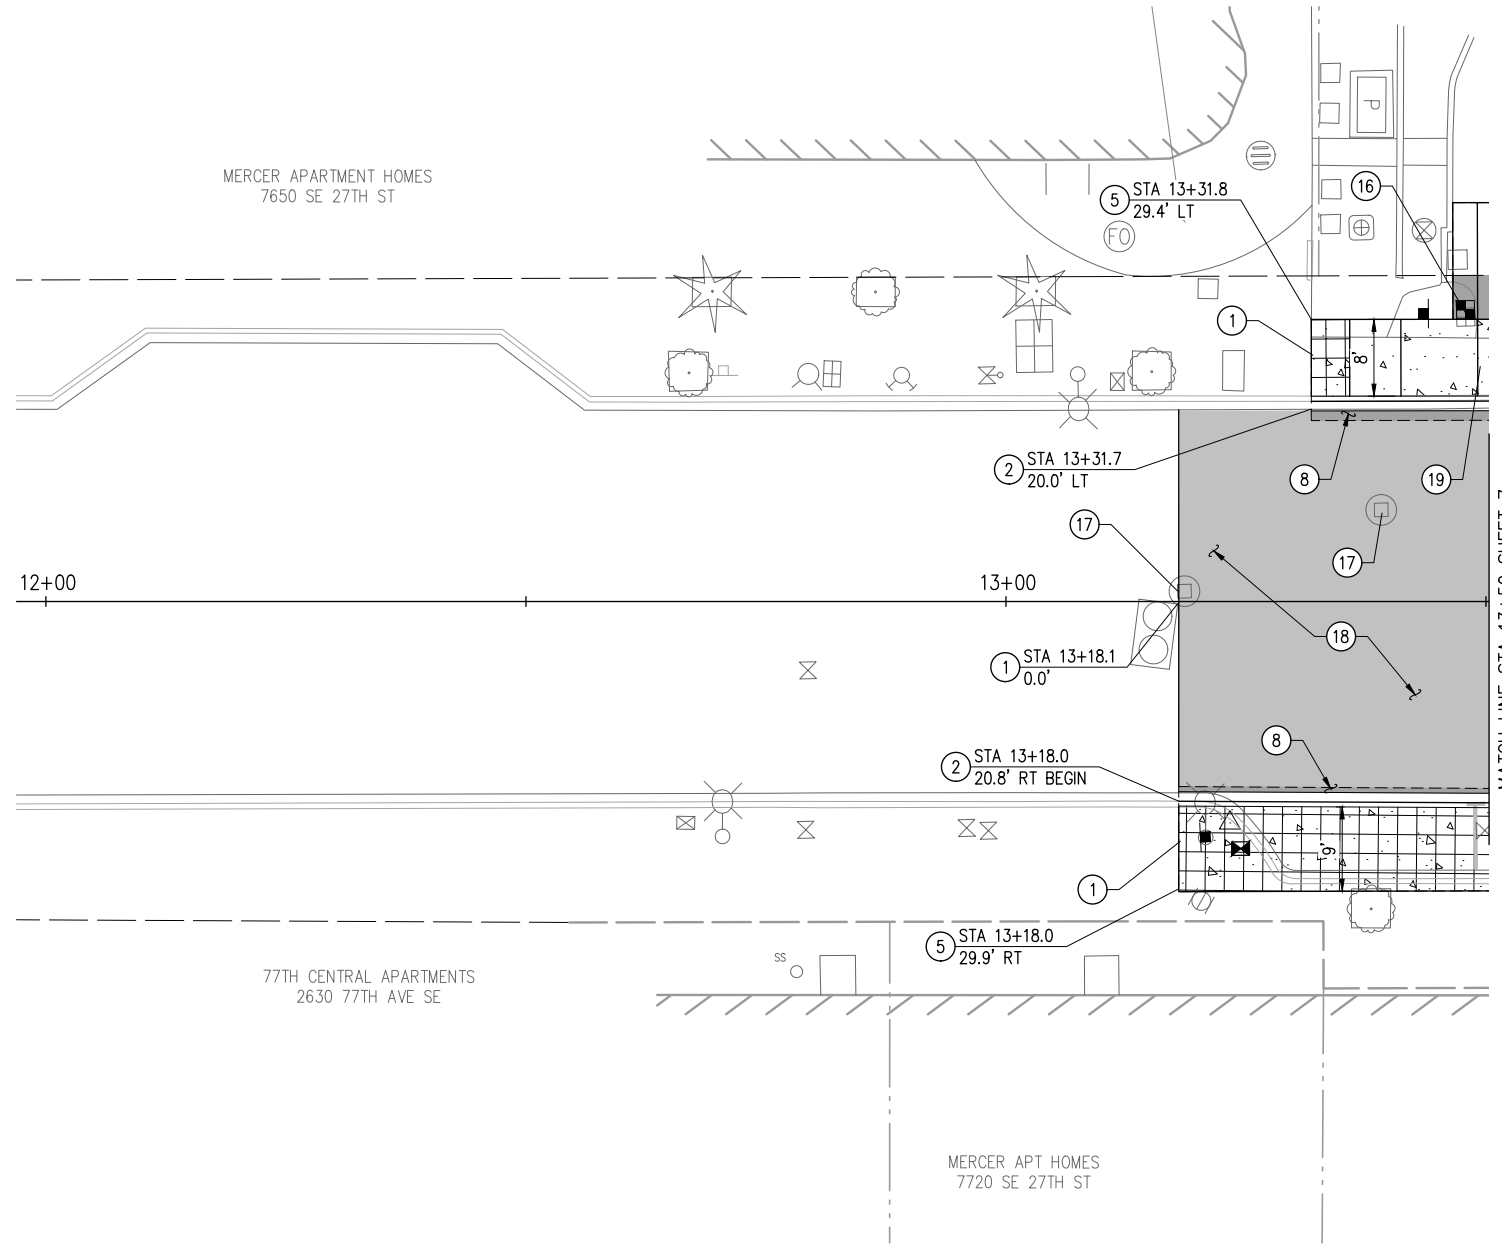 MERCER APARTMENT HOMES
7650 SE 27TH ST
P
16
5
STA 13+31.8
29.4' LT
FO
1
8'
2
STA 13+31.7
20.0' LT
8
19
17
17
12+00
13+00
18
1
STA 13+18.1
0.0'
8
2
STA 13+18.0
20.8' RT BEGIN
9'
1
5
STA 13+18.0
29.9' RT
SS
77TH CENTRAL APARTMENTS
2630 77TH AVE SE
MERCER APT HOMES
7720 SE 27TH ST